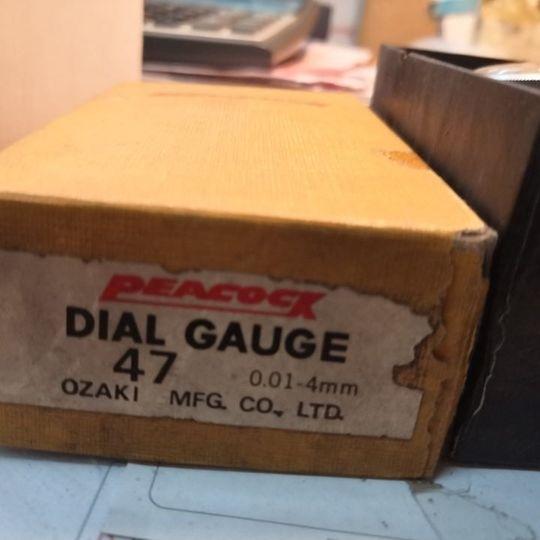 PEACOCK
DIAL GAUGE
47 0.01-4mm
OZAKI MFG. CO., LTD.